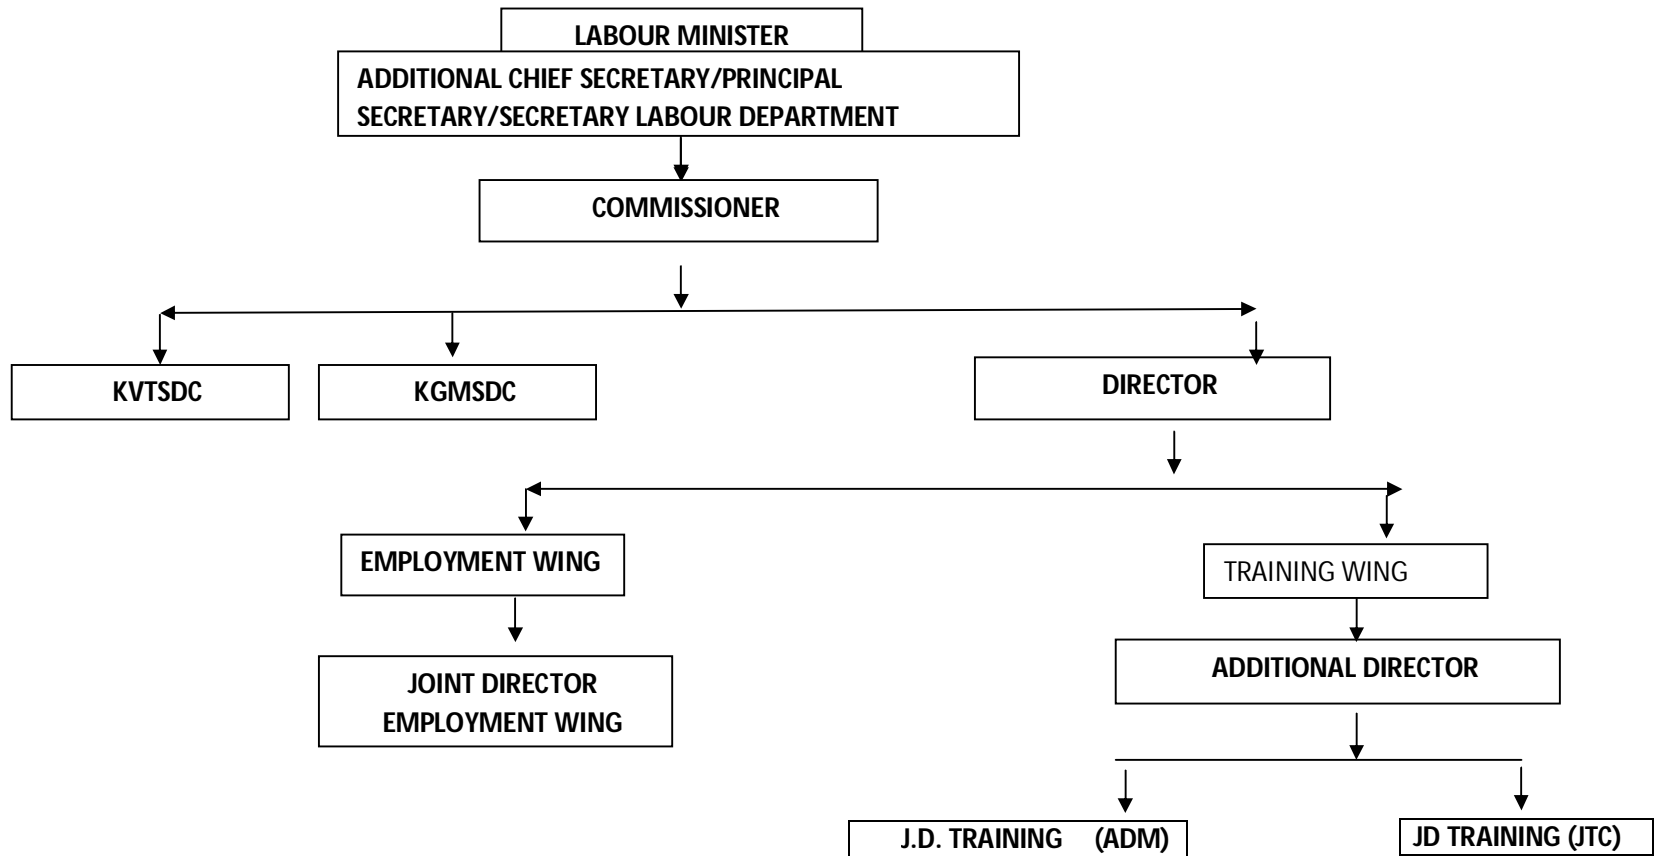 LABOUR MINISTER
ADDITIONAL CHIEF SECRETARY/PRINCIPAL
SECRETARY/SECRETARY LABOUR DEPARTMENT
COMMISSIONER
KVTSDC
KGMSDC
DIRECTOR
EMPLOYMENT WING
TRAINING WING
JOINT DIRECTOR
EMPLOYMENT WING
ADDITIONAL DIRECTOR
J.D. TRAINING (ADM)
JD TRAINING (JTC)